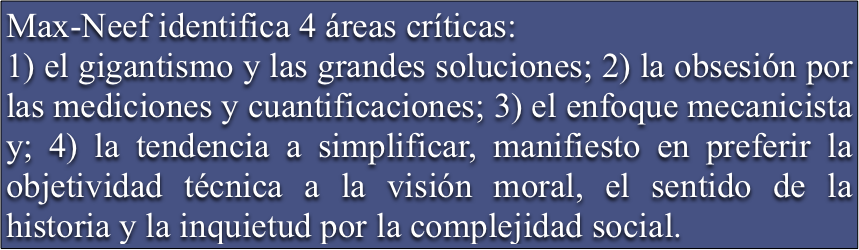 Max-Neef identifica 4 áreas críticas:
1) el gigantismo y las grandes soluciones; 2) la obsesión por
las mediciones y cuantificaciones; 3) el enfoque mecanicista
y; 4) la tendencia a simplificar, manifiesto en preferir la
objetividad técnica a la visión moral, el sentido de la
historia y la inquietud por la complejidad social.